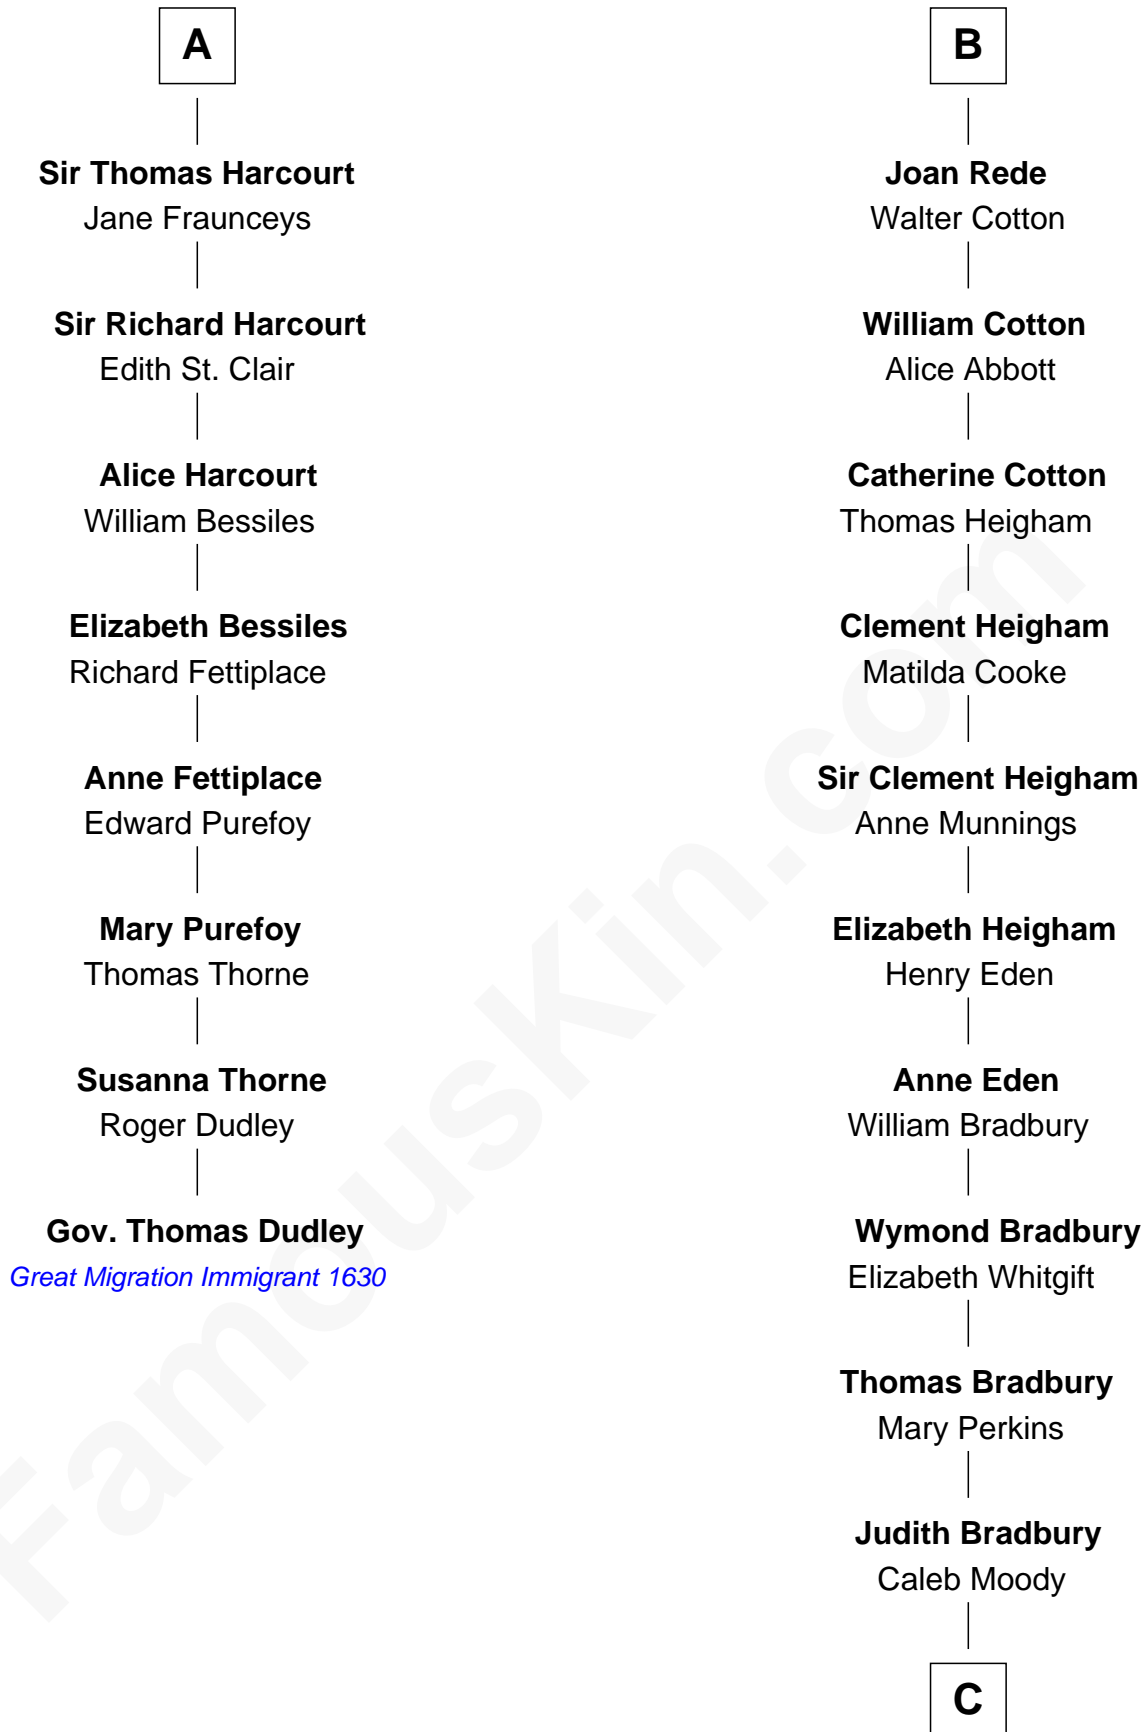 A
Sir Thomas Harcourt
Jane Fraunceys
Sir Richard Harcourt
Edith St. Clair
Alice Harcourt
William Bessiles
Elizabeth Bessiles
Richard Fettiplace
Anne Fettiplace
Edward Purefoy
Mary Purefoy
Thomas Thorne
Susanna Thorne
Roger Dudley
Gov. Thomas Dudley
Great Migration Immigrant 1630
B
Joan Rede
Walter Cotton
William Cotton
Alice Abbott
Catherine Cotton
Thomas Heigham
Clement Heigham
Matilda Cooke
Sir Clement Heigham
Anne Munnings
Elizabeth Heigham
Henry Eden
Anne Eden
William Bradbury
Wymond Bradbury
Elizabeth Whitgift
Thomas Bradbury
Mary Perkins
Judith Bradbury
Caleb Moody
C
FamousKin.com